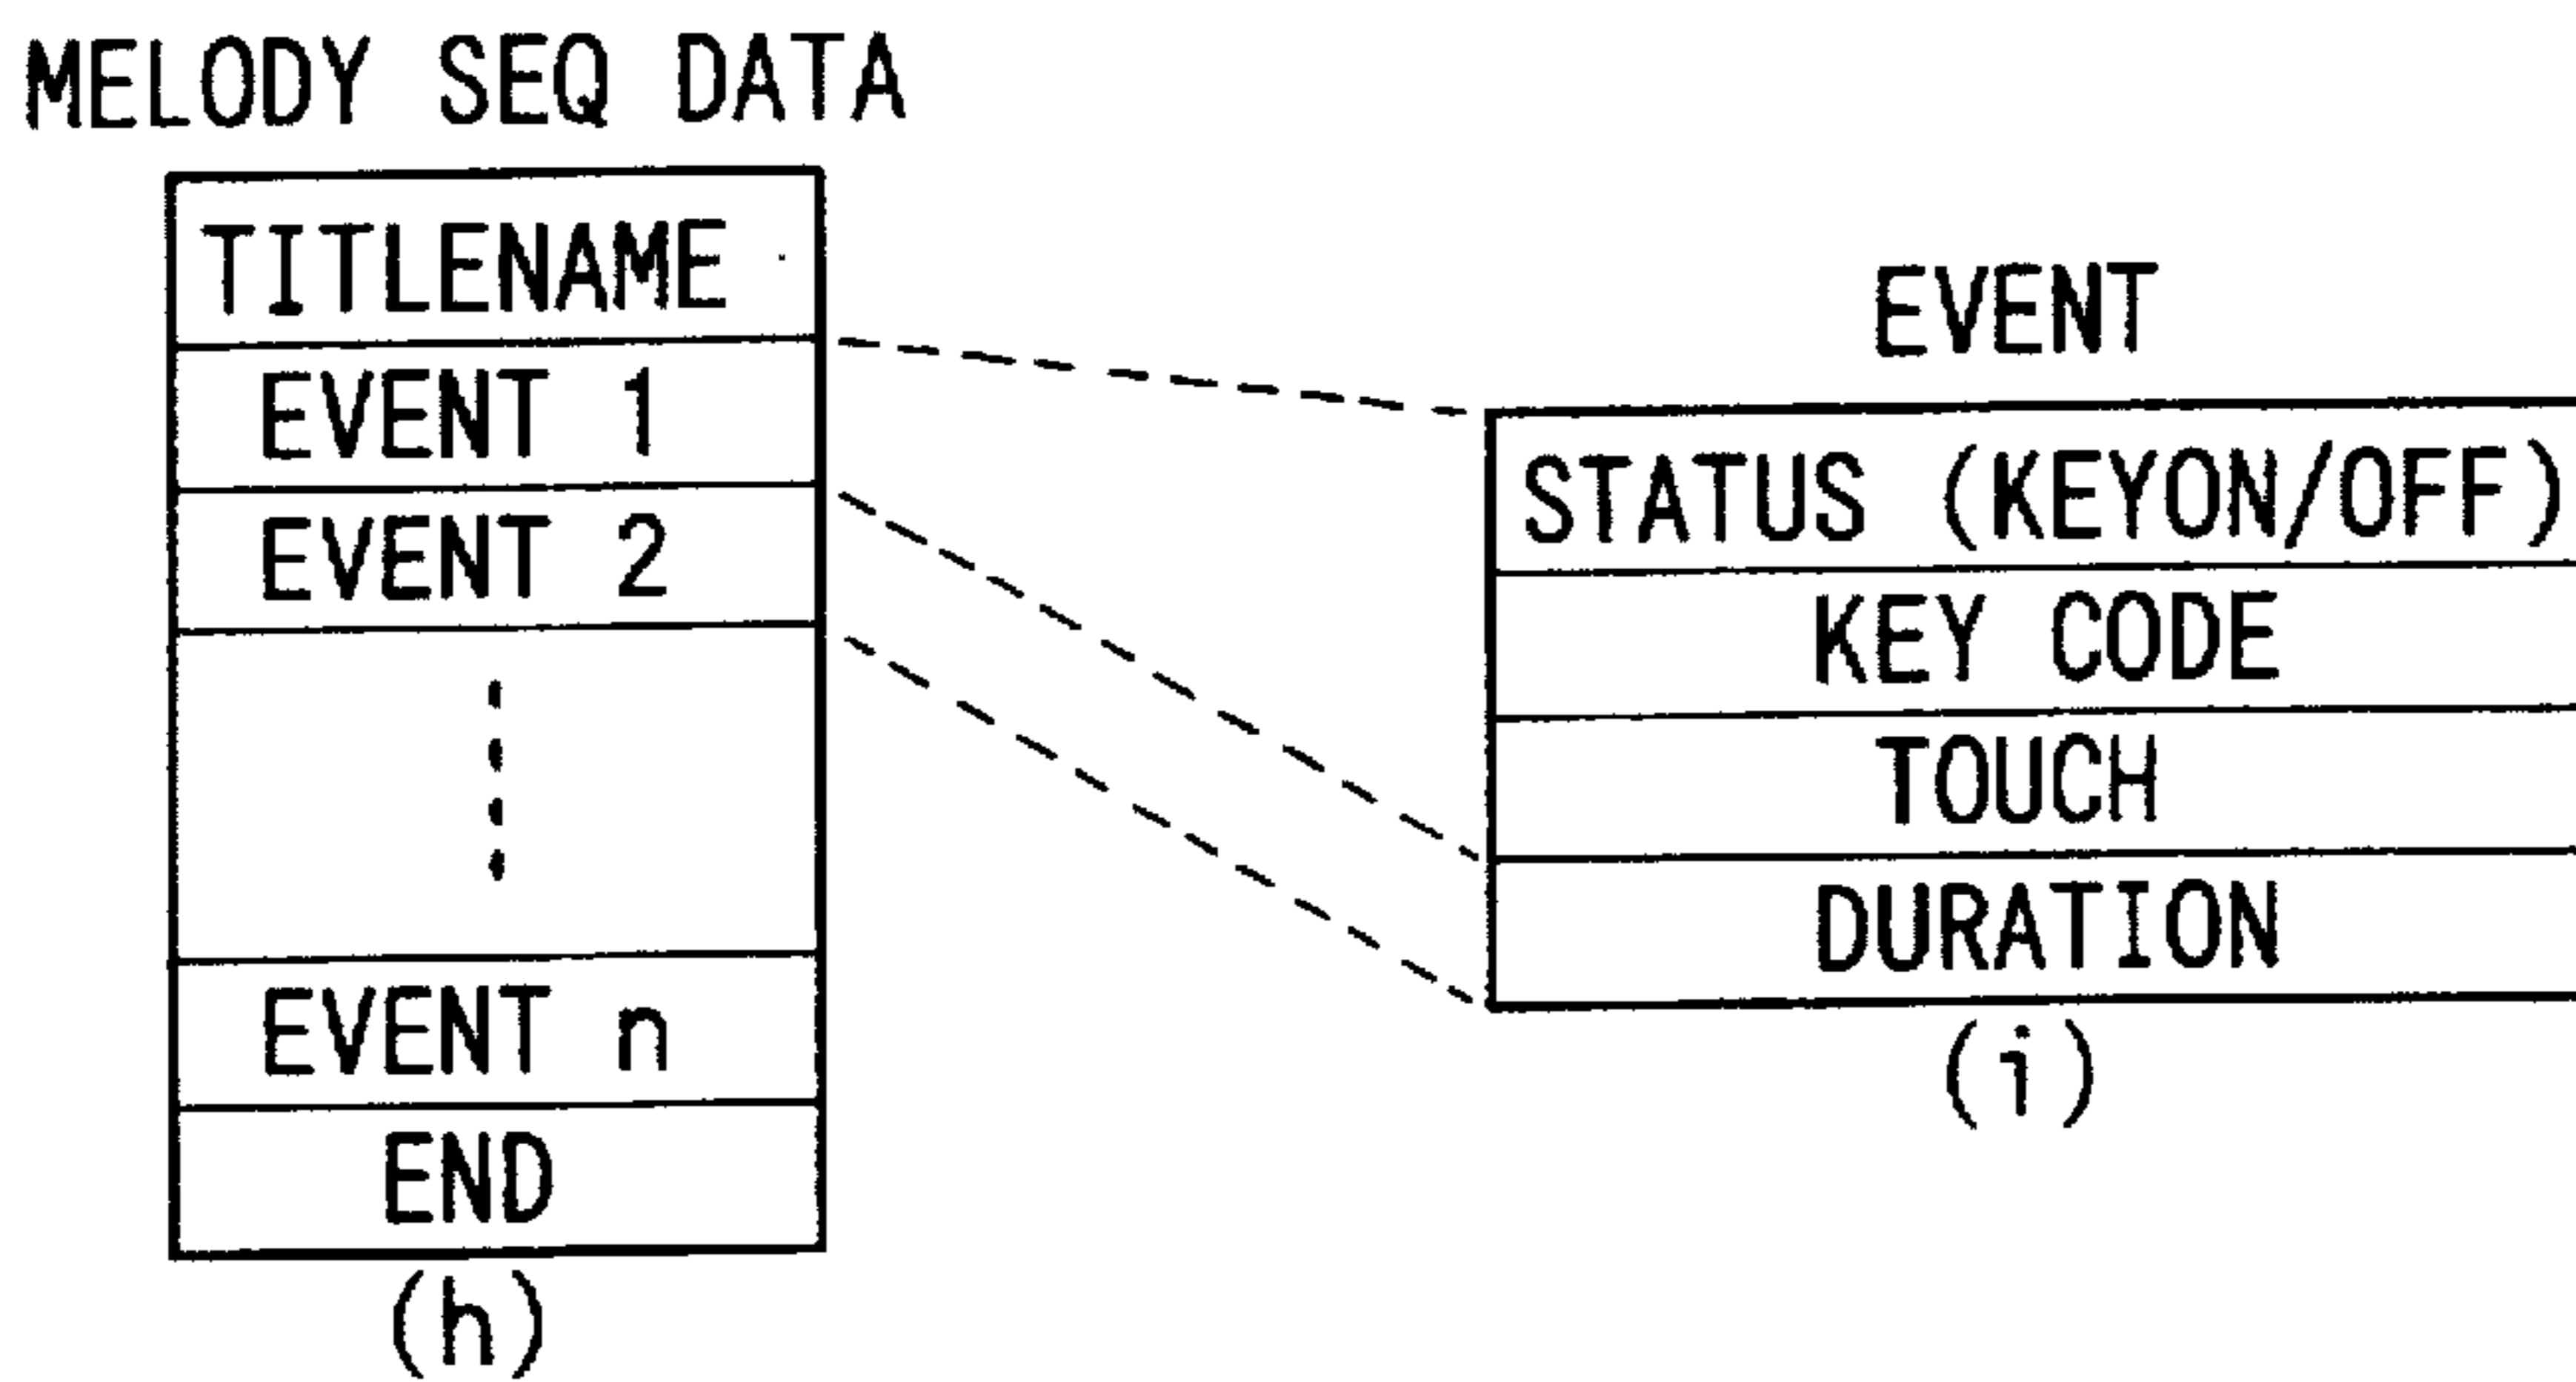 MELODY SEQ DATA
TITLENAME
EVENT 1
EVENT 2
EVENT n
END
(h)
EVENT
STATUS (KEYON/OFF)
KEY CODE
TOUCH
DURATION
(i)